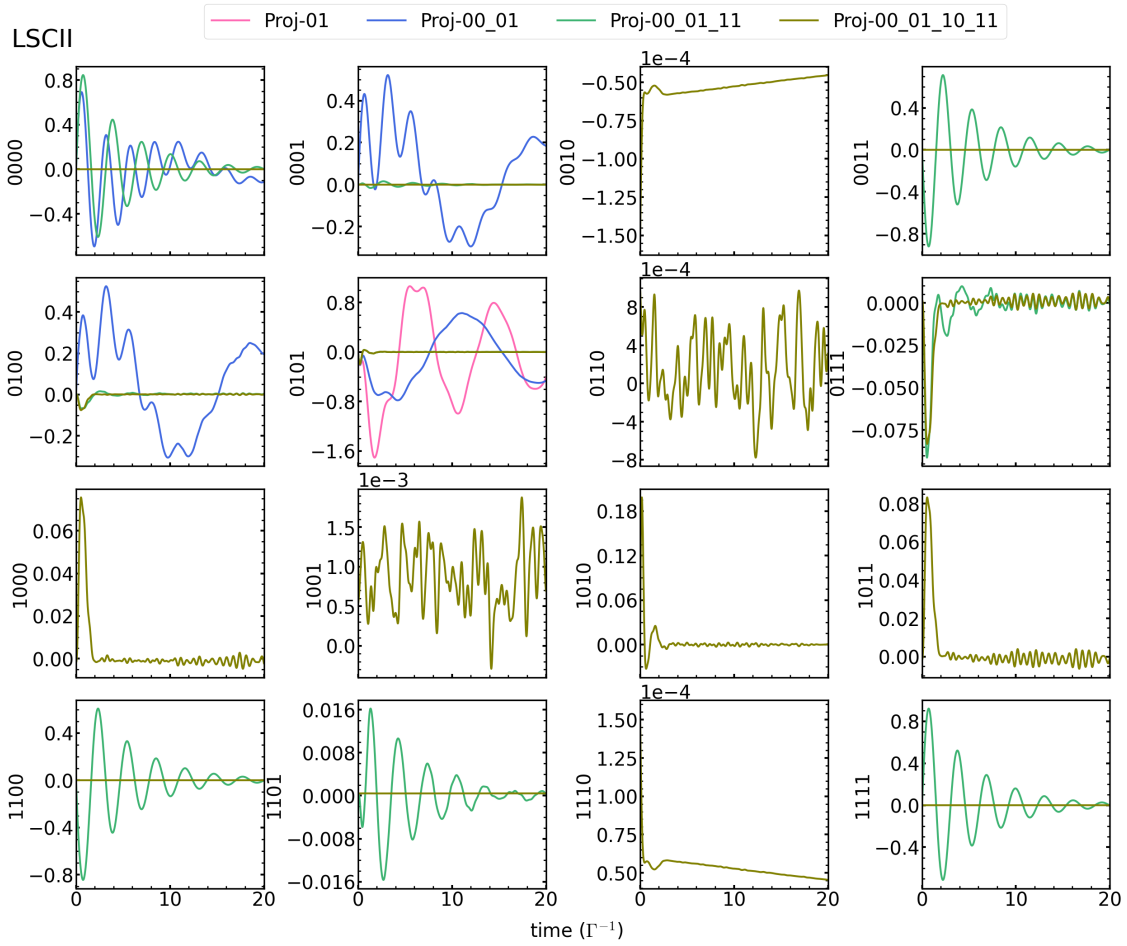 Proj-01 Proj-00_01 Proj-00_01_11 Proj-00_01_10_11
LSCII
0000 0.8 0.4 0.0 −0.4
0001 0.4 0.2 0.0 −0.2
0010 1e−4 −0.50 −0.75 −1.00 −1.25 −1.50
0011 0.8 0.4 0.0 −0.4 −0.8
0 10 20
0 10 20
0 10 20
0 10 20
0100 0.4 0.2 0.0 −0.2
0101 0.8 0.0 −0.8 −1.6
0110 1e−4 8 4 0 −4 −8
0111 0.000 −0.025 −0.050 −0.075
1000 0.06 0.04 0.02 0.00
1001 1e−3 1.5 1.0 0.5 0.0
1010 0.18 0.12 0.06 0.00
1011 0.08 0.06 0.04 0.02 0.00
1100 0.4 0.0 −0.4 −0.8
1101 0.016 0.008 0.000 −0.008 −0.016
1110 1e−4 1.50 1.25 1.00 0.75 0.50
1111 0.8 0.4 0.0 −0.4
time (Γ⁻¹)